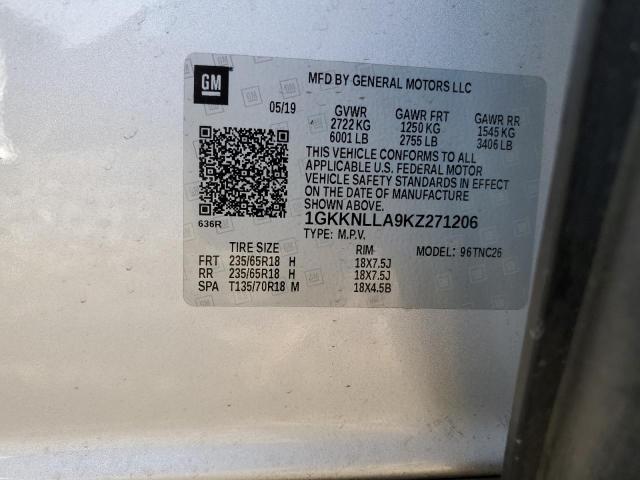 GM
MFD BY GENERAL MOTORS LLC
05/19
GVWR GAWR FRT GAWR RR
2722 KG 1250 KG 1545 KG
6001 LB 2755 LB 3406 LB
THIS VEHICLE CONFORMS TO ALL
APPLICABLE U.S. FEDERAL MOTOR
VEHICLE SAFETY STANDARDS IN EFFECT
ON THE DATE OF MANUFACTURE
SHOWN ABOVE.
1GKKNLLA9KZ271206
636R
TYPE: M.P.V.
TIRE SIZE RIM MODEL: 96TNC26
FRT 235/65R18 H 18X7.5J
RR 235/65R18 H 18X7.5J
SPA T135/70R18 M 18X4.5B